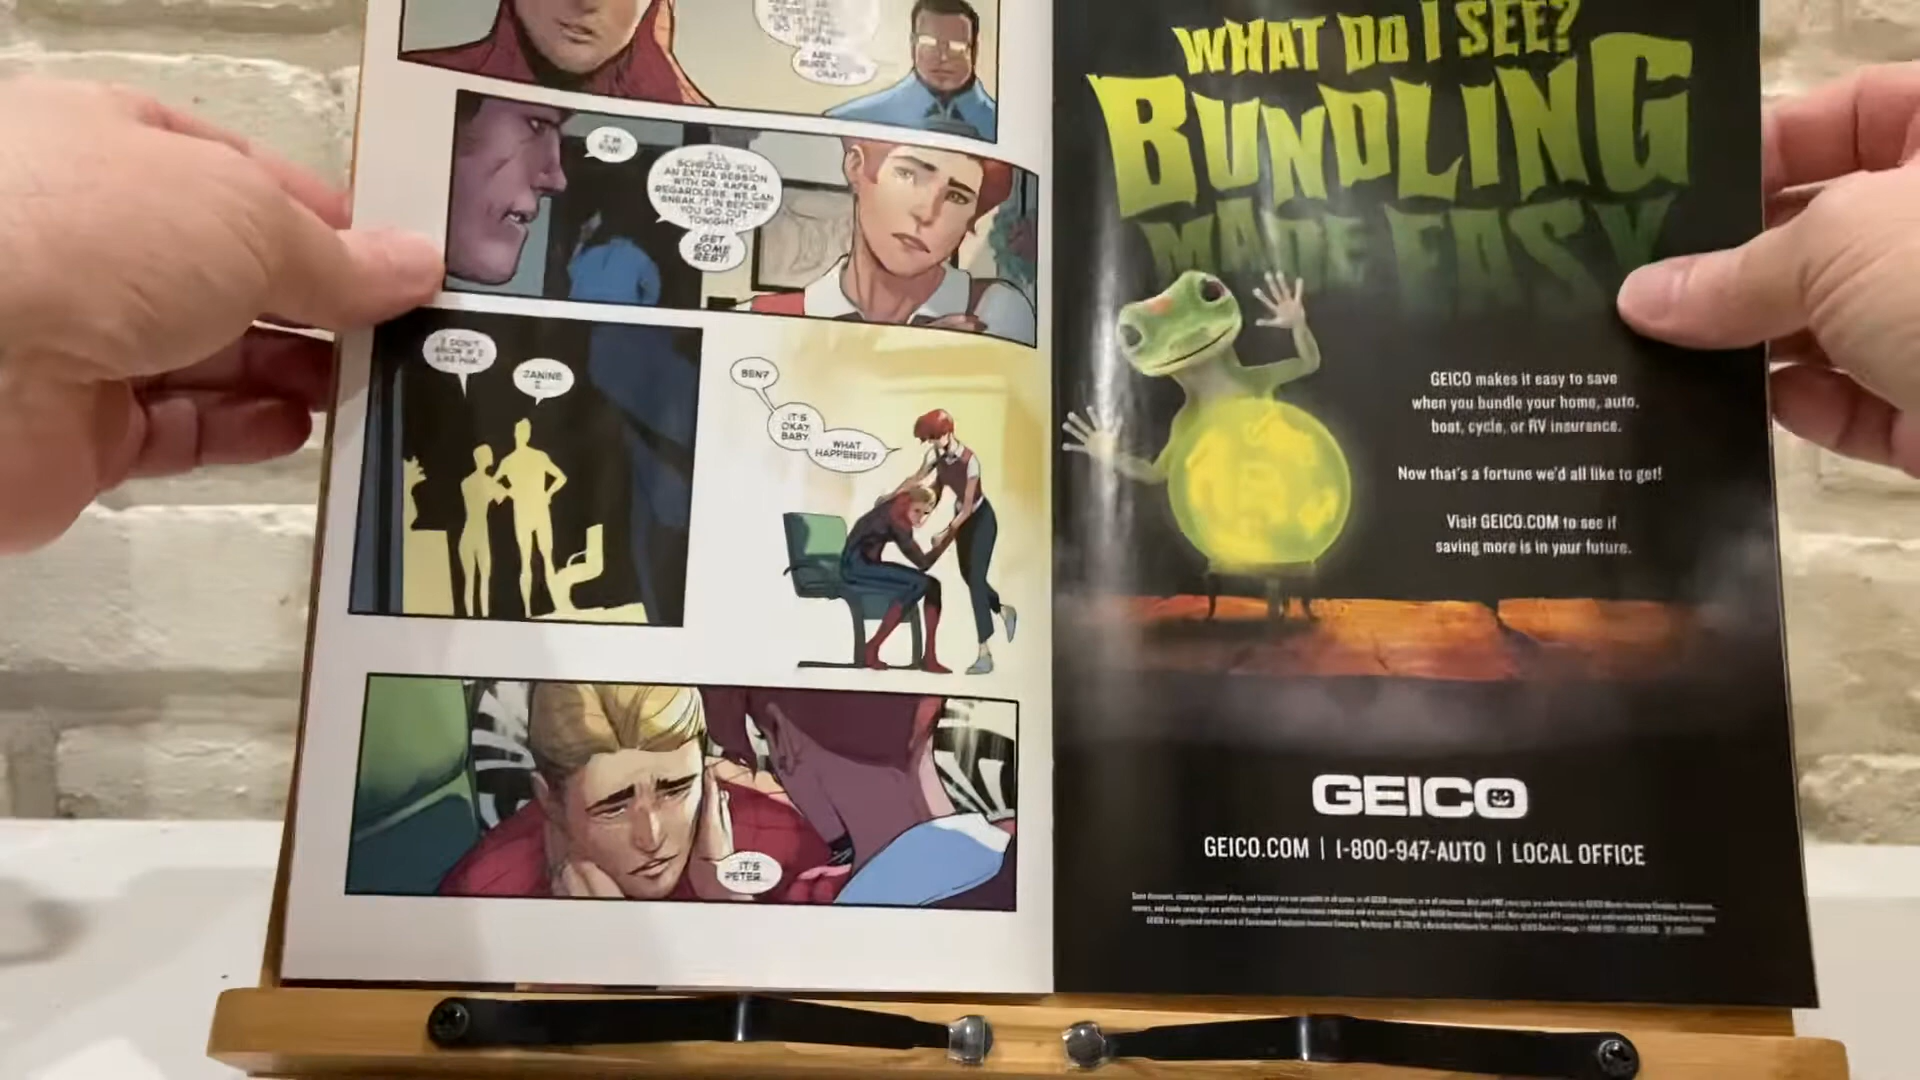 OKAY?
I'M
FINE.
I'LL
SCHEDULE YOU
AN EXTRA SESSION
WITH DR. KAFKA
REGARDLESS. WE CAN
SNEAK IT IN BEFORE
YOU GO OUT
TONIGHT.
GET
SOME
REST!
I DON'T
KNOW IF I
LIKE HIM.
JANINE
I...
BEN?
IT'S
OKAY,
BABY.
WHAT
HAPPENED?
IT'S
PETER...
WHAT DO I SEE?
BUNDLING
MADE EASY
GEICO makes it easy to save
when you bundle your home, auto,
boat, cycle, or RV insurance.
Now that's a fortune we'd all like to get!
Visit GEICO.COM to see if
saving more is in your future.
GEICO
GEICO.COM | 1-800-947-AUTO | LOCAL OFFICE